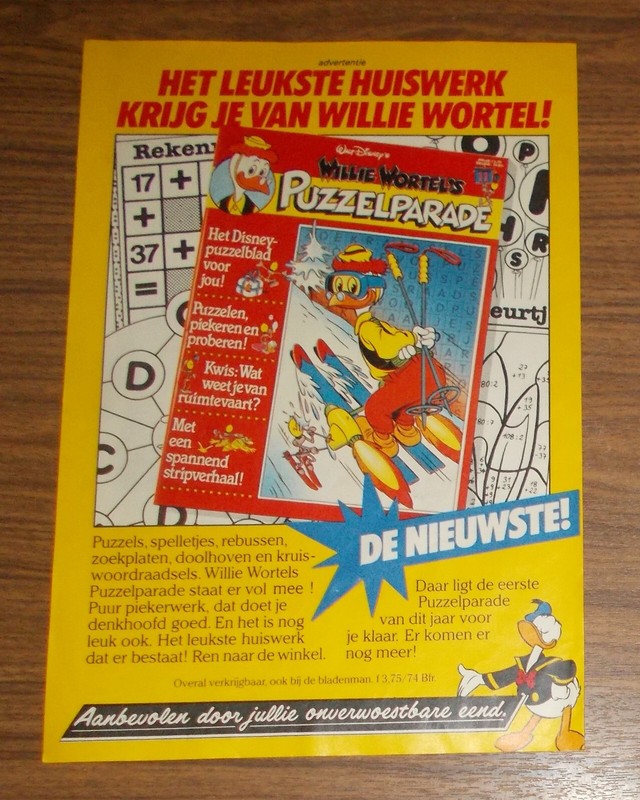 advertentie
HET LEUKSTE HUISWERK
KRIJG JE VAN WILLIE WORTEL!
Reken
17 +
+
37 +
=
D
C
D
O P
H R
S
eurtj
Walt Disney's
WILLIE WORTEL'S
PUZZELPARADE
Het Disney-
puzzelblad
voor
jou!
Puzzelen,
piekeren en
proberen!
Kwis: Wat
weet je van
ruimtevaart?
Met
een
spannend
stripverhaal!
DE NIEUWSTE!
Puzzels, spelletjes, rebussen,
zoekplaten, doolhoven en kruis-
woordraadsels. Willie Wortels
Puzzelparade staat er vol mee !
Puur piekerwerk, dat doet je
denkhoofd goed. En het is nog
leuk ook. Het leukste huiswerk
dat er bestaat! Ren naar de winkel.
Daar ligt de eerste
Puzzelparade
van dit jaar voor
je klaar. Er komen er
nog meer!
Overal verkrijgbaar, ook bij de bladenman. f 3,75/74 Bfr.
Aanbevolen door jullie onverwoestbare eend.